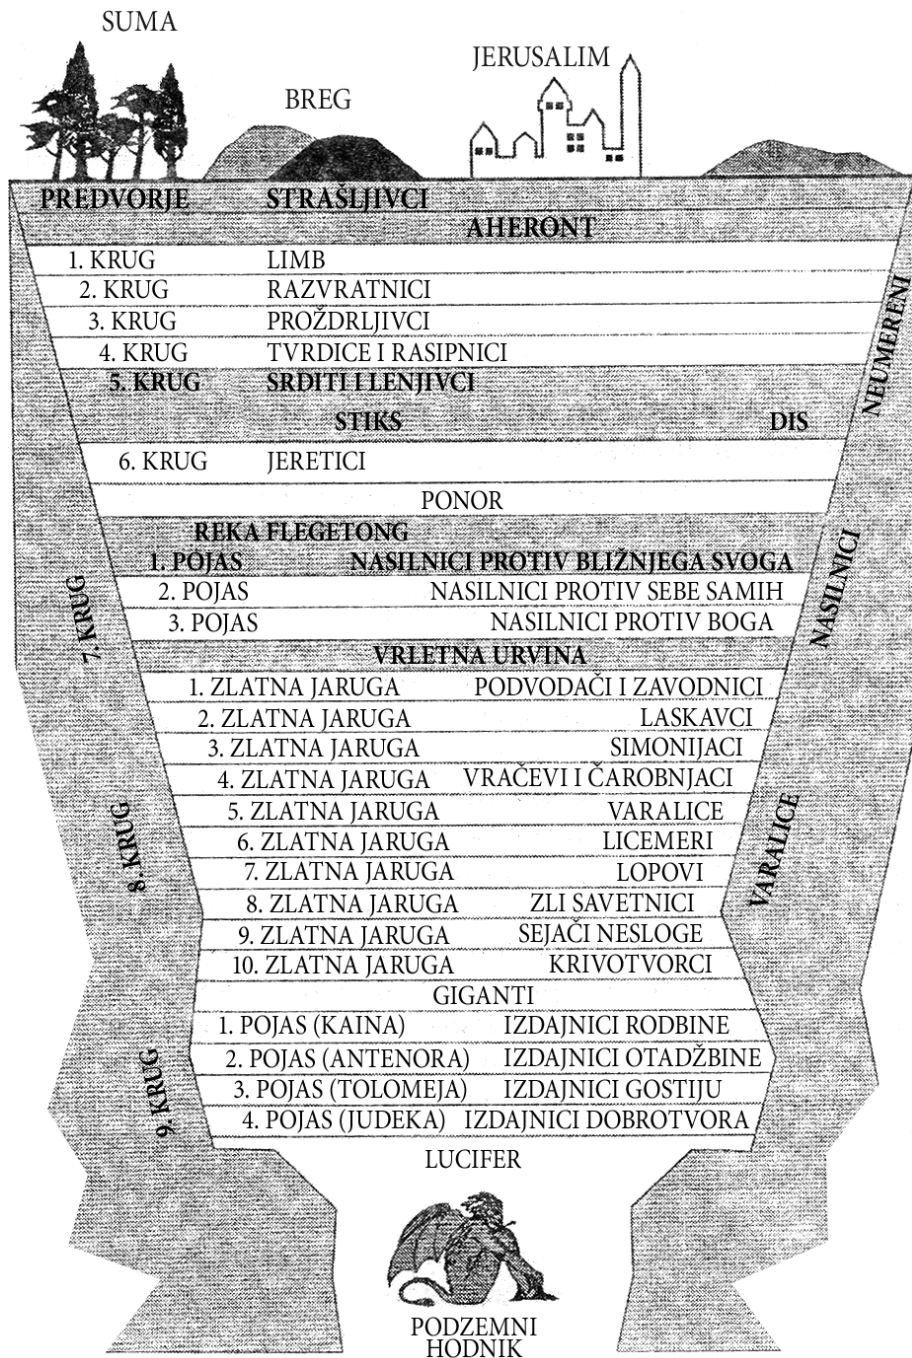 SUMA
JERUSALIM
BREG
PREDVORJE STRAŠLJIVCI
AHERONT
1. KRUG LIMB
2. KRUG RAZVRATNICI
3. KRUG PROŽDRLJIVCI
4. KRUG TVRDICE I RASIPNICI
5. KRUG SRDITI I LENJIVCI
NEUMERENI
STIKS DIS
6. KRUG JERETICI
PONOR
REKA FLEGETONG
1. POJAS NASILNICI PROTIV BLIŽNJEGA SVOGA
2. POJAS NASILNICI PROTIV SEBE SAMIH
3. POJAS NASILNICI PROTIV BOGA
7. KRUG
NASILNICI
VRLETNA URVINA
1. ZLATNA JARUGA PODVODAČI I ZAVODNICI
2. ZLATNA JARUGA LASKAVCI
3. ZLATNA JARUGA SIMONIJACI
4. ZLATNA JARUGA VRAČEVI I ČAROBNJACI
5. ZLATNA JARUGA VARALICE
6. ZLATNA JARUGA LICEMERI
7. ZLATNA JARUGA LOPOVI
8. ZLATNA JARUGA ZLI SAVETNICI
9. ZLATNA JARUGA SEJAČI NESLOGE
10. ZLATNA JARUGA KRIVOTVORCI
8. KRUG
VARALICE
GIGANTI
1. POJAS (KAINA) IZDAJNICI RODBINE
2. POJAS (ANTENORA) IZDAJNICI OTADŽBINE
3. POJAS (TOLOMEJA) IZDAJNICI GOSTIJU
4. POJAS (JUDEKA) IZDAJNICI DOBROTVORA
9. KRUG
LUCIFER
PODZEMNI
HODNIK